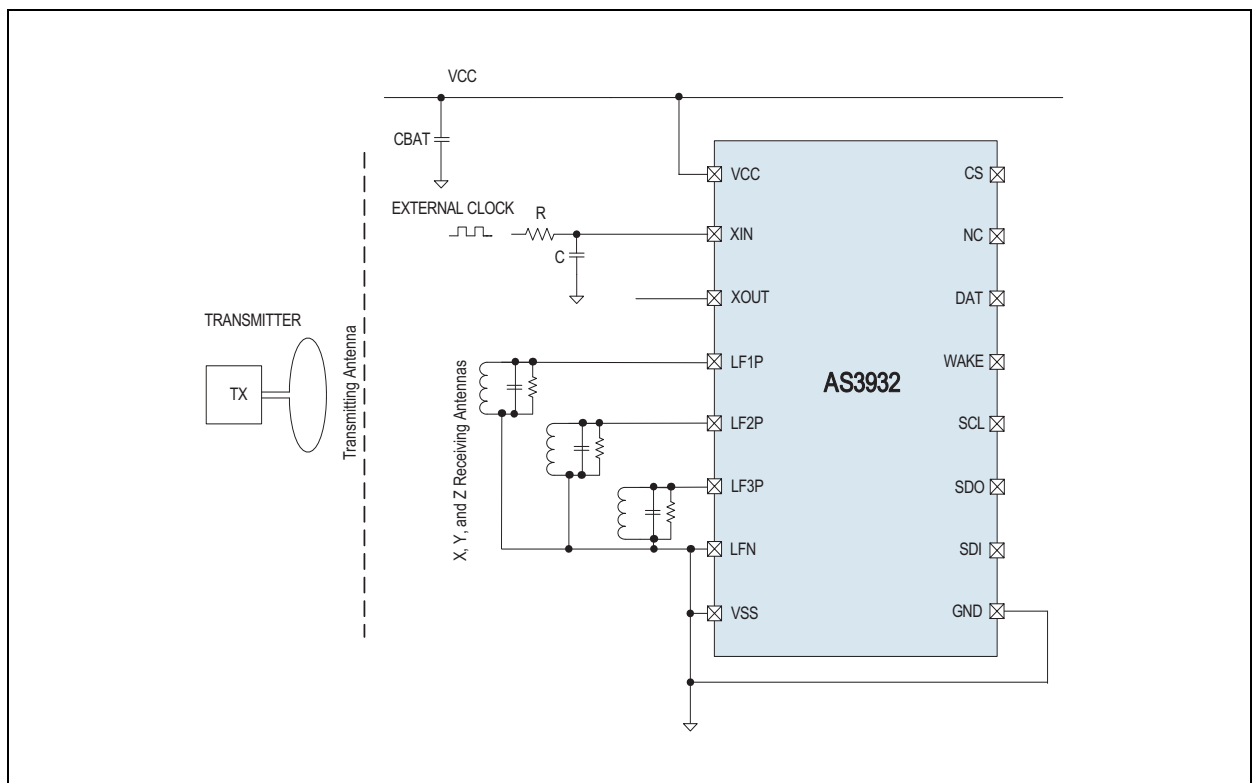 VCC
CBAT
EXTERNAL CLOCK
R
C
TRANSMITTER
TX
Transmitting Antenna
X, Y, and Z Receiving Antennas
VCC
XIN
XOUT
LF1P
LF2P
LF3P
LFN
VSS
AS3932
CS
NC
DAT
WAKE
SCL
SDO
SDI
GND